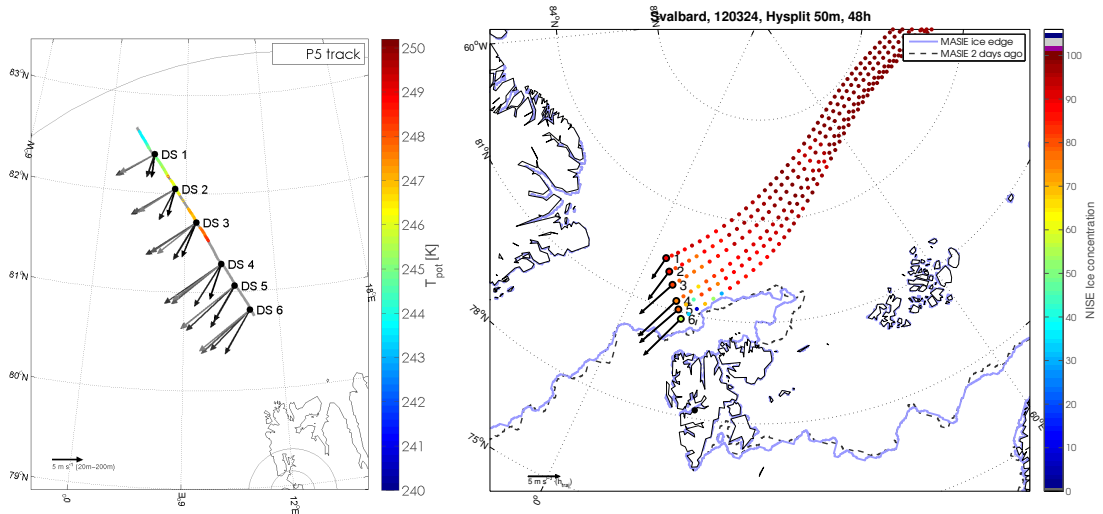 P5 track
83°N
82°N
81°N
80°N
79°N
0°
6°E
12°E
18°E
DS 1
DS 2
DS 3
DS 4
DS 5
DS 6
5 m s⁻¹ (20m−200m)
250
249
248
247
246
245
244
243
242
241
240
T_pot [K]
Svalbard, 120324, Hysplit 50m, 48h
84°N
60°W
81°N
78°N
75°N
0°
60°E
MASIE ice edge
MASIE 2 days ago
1
2
3
4
5
6
5 m s⁻¹ (h_traj)
100
90
80
70
60
50
40
30
20
10
0
NISE Ice concentration